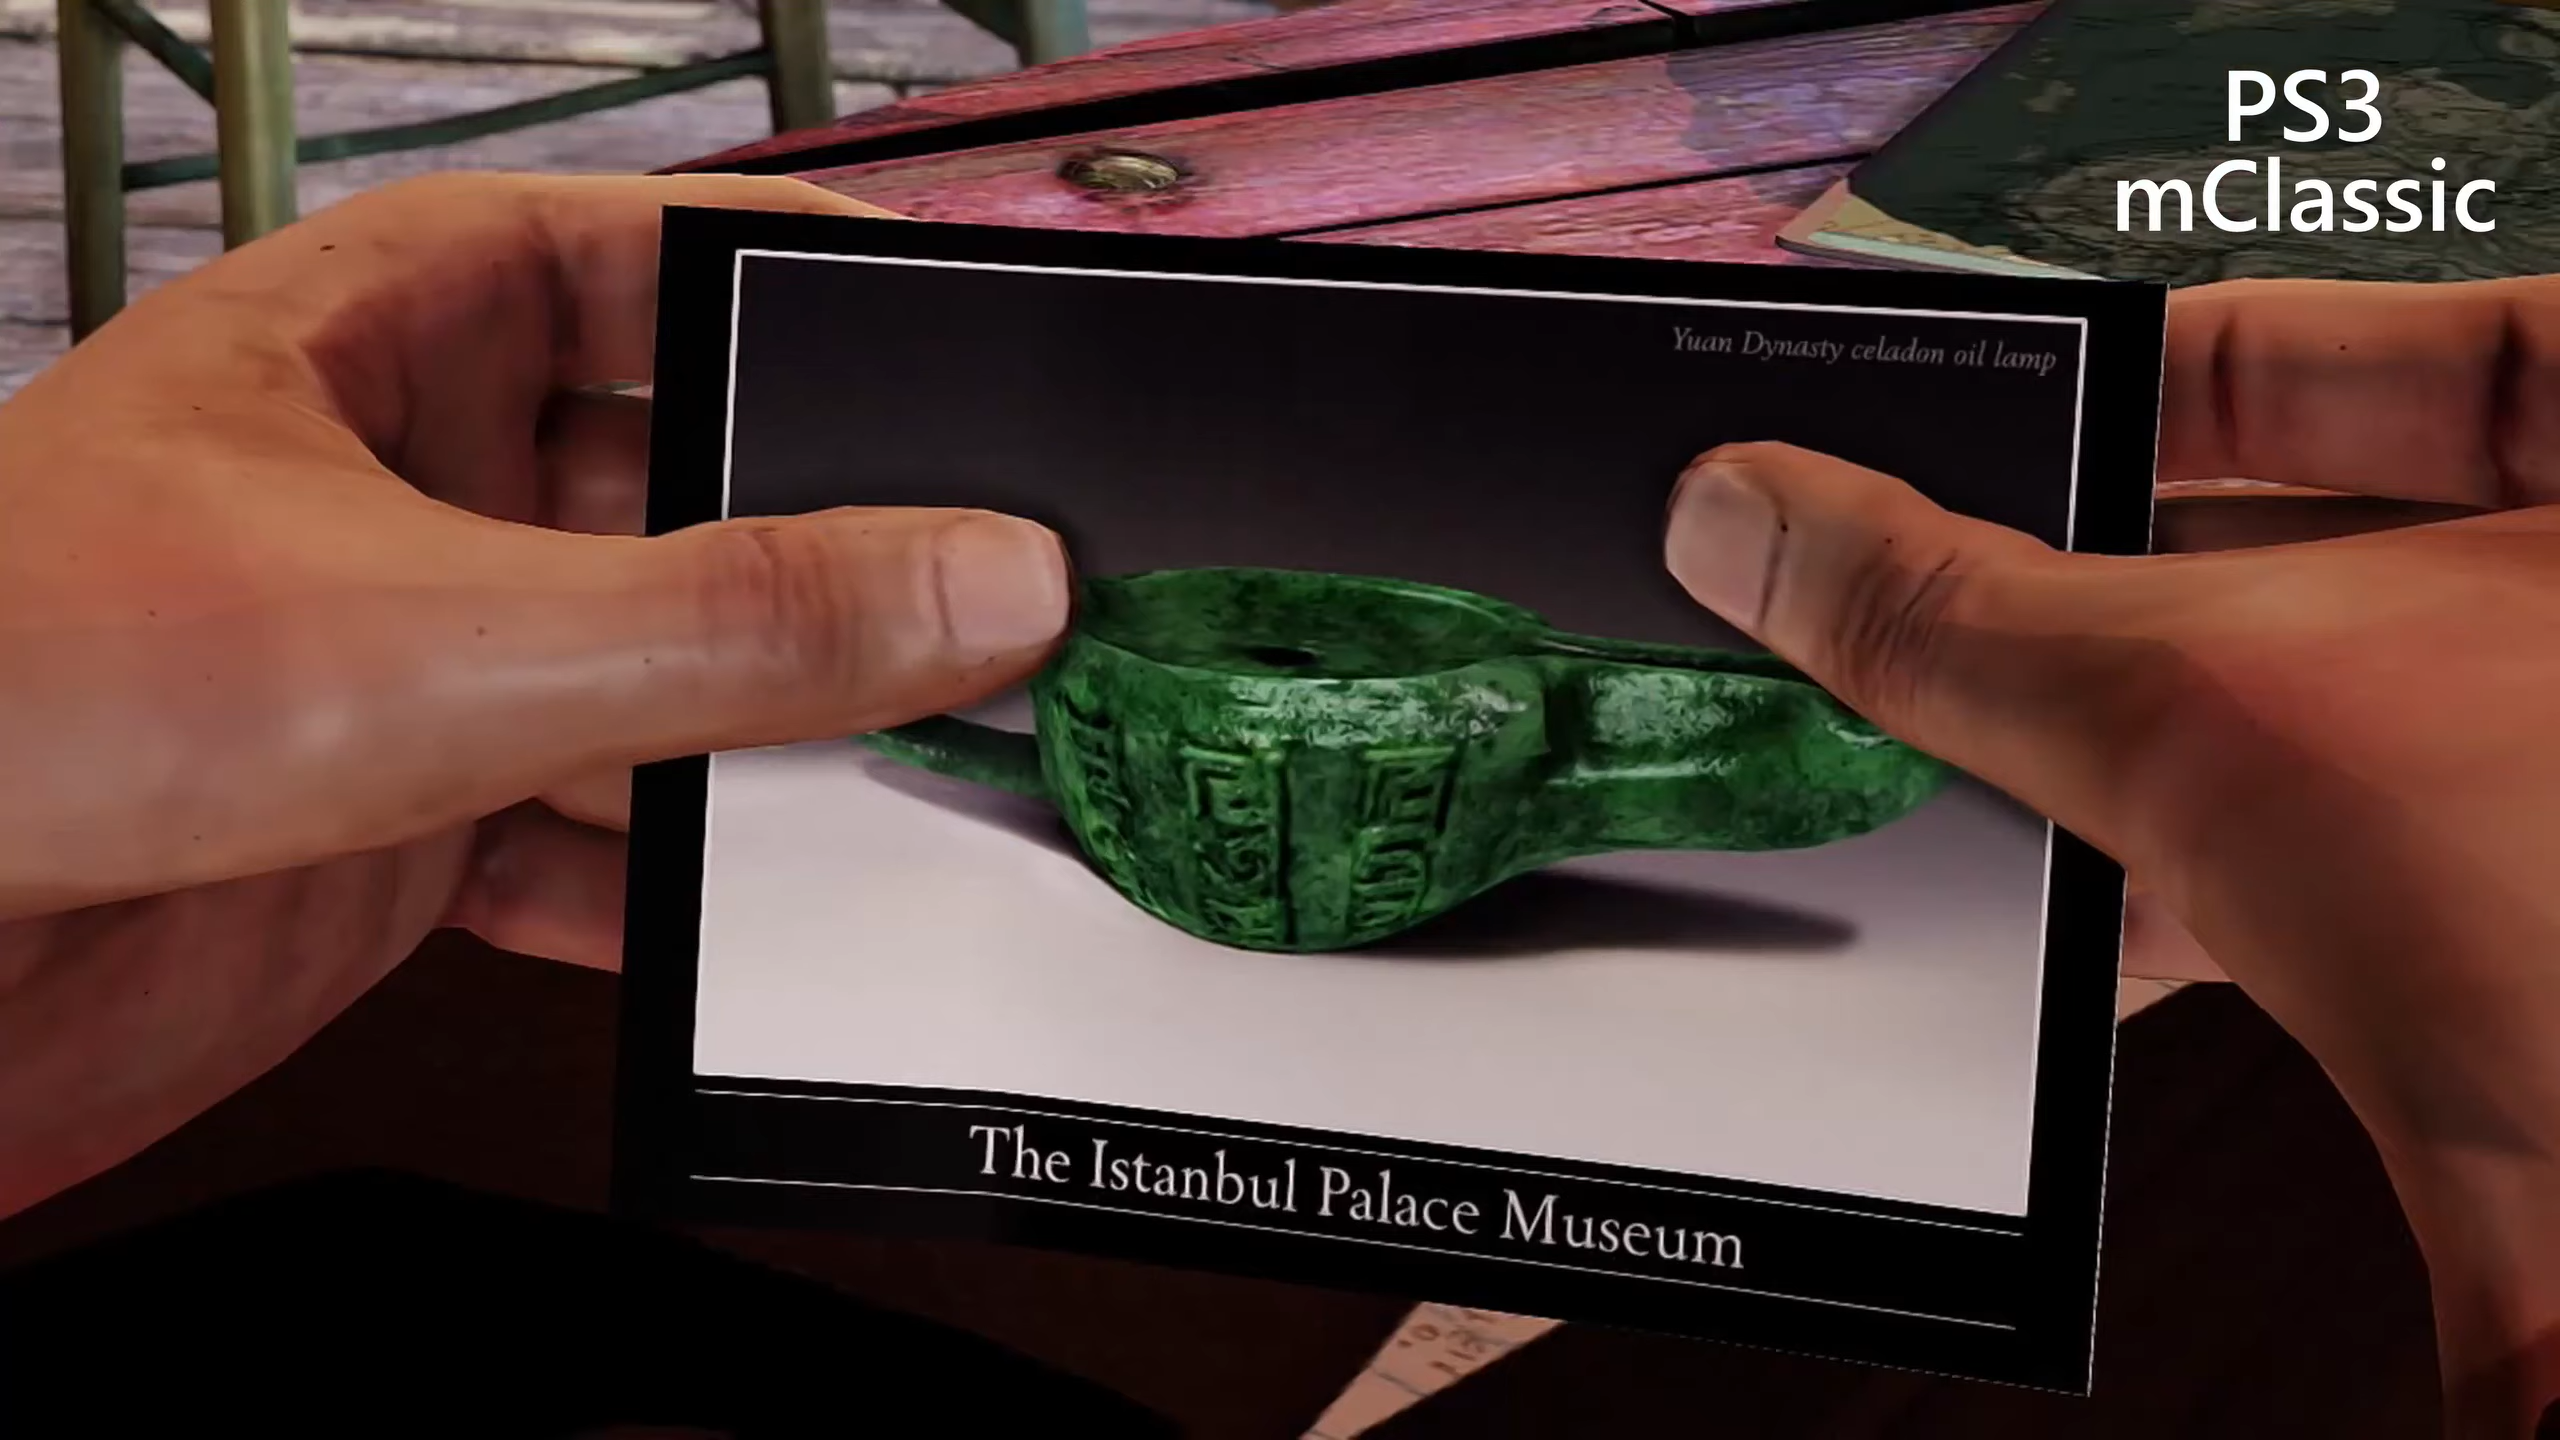 PS3
mClassic
Yuan Dynasty celadon oil lamp
The Istanbul Palace Museum